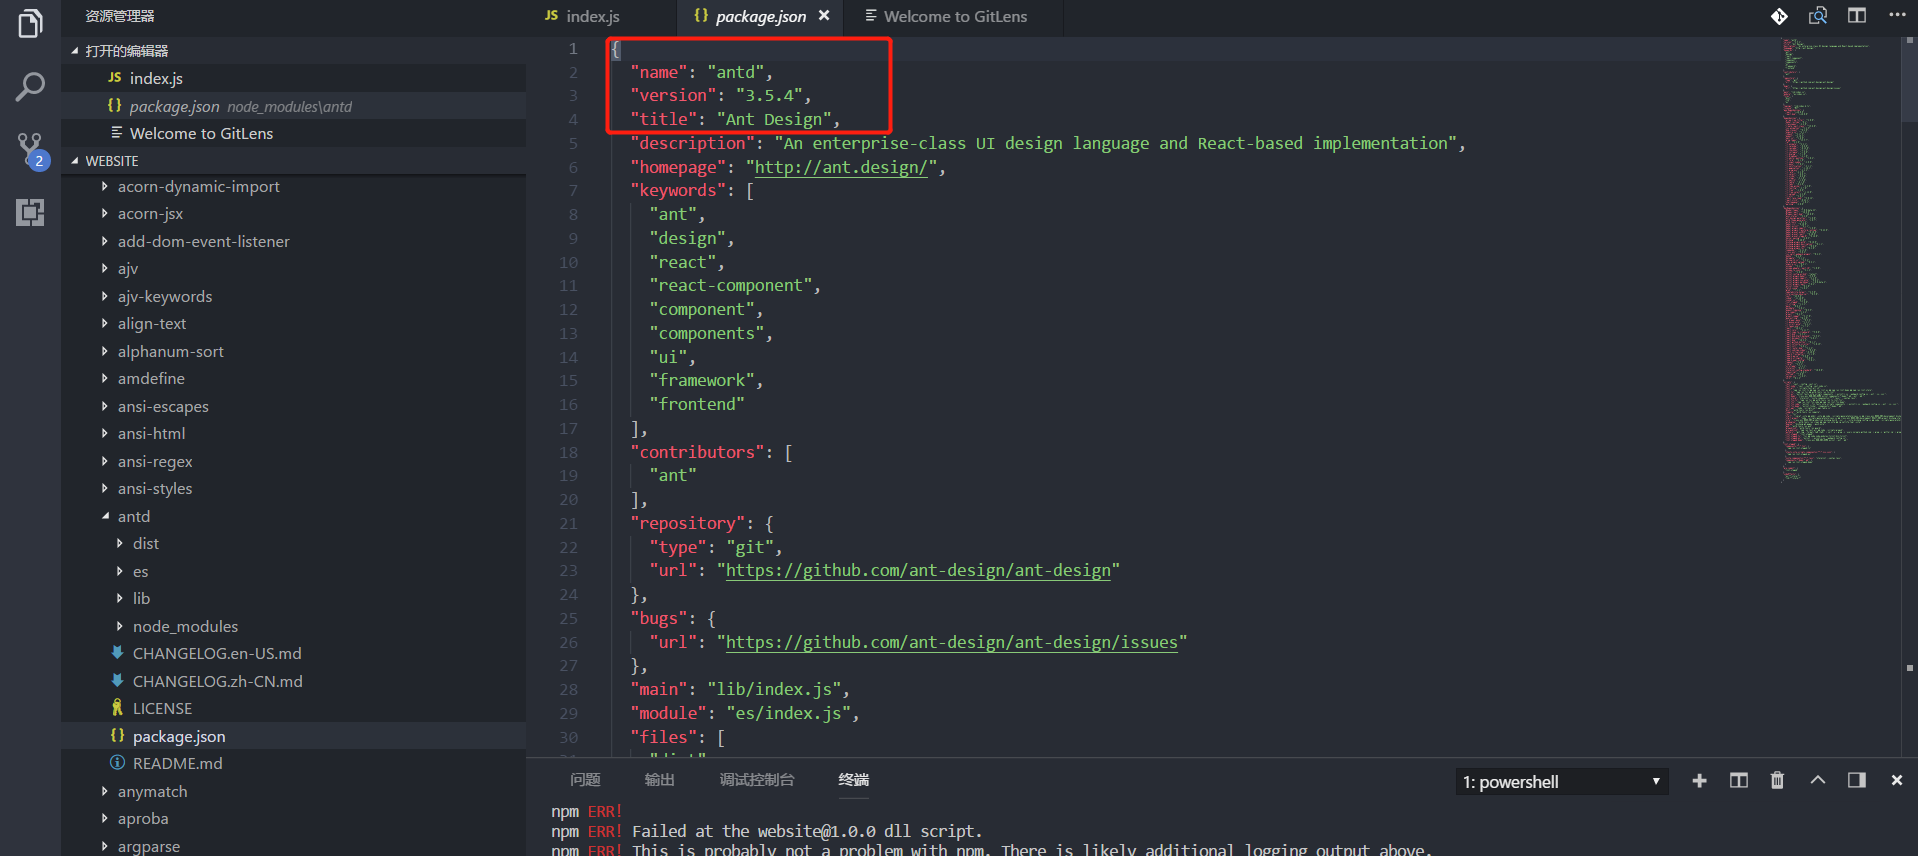 资源管理器
打开的编辑器
JS index.js
{} package.json node_modules\antd
Welcome to GitLens
2
WEBSITE
acorn-dynamic-import
acorn-jsx
add-dom-event-listener
ajv
ajv-keywords
align-text
alphanum-sort
amdefine
ansi-escapes
ansi-html
ansi-regex
ansi-styles
antd
dist
es
lib
node_modules
CHANGELOG.en-US.md
CHANGELOG.zh-CN.md
LICENSE
{} package.json
README.md
anymatch
aproba
argparse
JS index.js
{} package.json
Welcome to GitLens
1 {
2 "name": "antd",
3 "version": "3.5.4",
4 "title": "Ant Design",
5 "description": "An enterprise-class UI design language and React-based implementation",
6 "homepage": "http://ant.design/",
7 "keywords": [
8 "ant",
9 "design",
10 "react",
11 "react-component",
12 "component",
13 "components",
14 "ui",
15 "framework",
16 "frontend"
17 ],
18 "contributors": [
19 "ant"
20 ],
21 "repository": {
22 "type": "git",
23 "url": "https://github.com/ant-design/ant-design"
24 },
25 "bugs": {
26 "url": "https://github.com/ant-design/ant-design/issues"
27 },
28 "main": "lib/index.js",
29 "module": "es/index.js",
30 "files": [
问题 输出 调试控制台 终端
1: powershell
npm ERR!
npm ERR! Failed at the website@1.0.0 dll script.
npm ERR! This is probably not a problem with npm. There is likely additional logging output above.